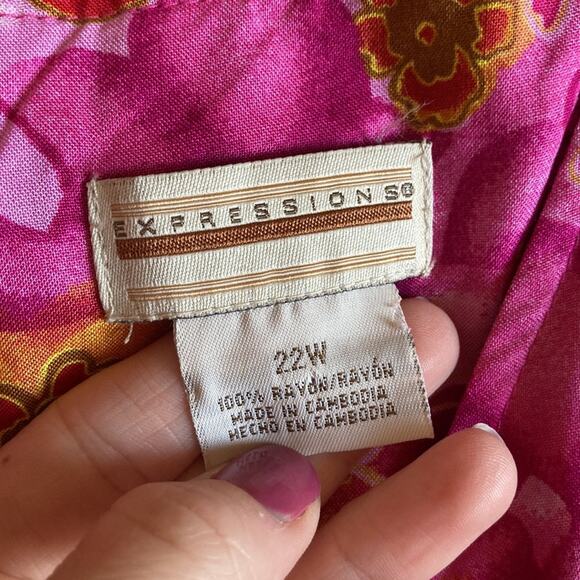 EXPRESSIONS®
22W
100% RAYON/RAYÓN
MADE IN CAMBODIA
HECHO EN CAMBODIA